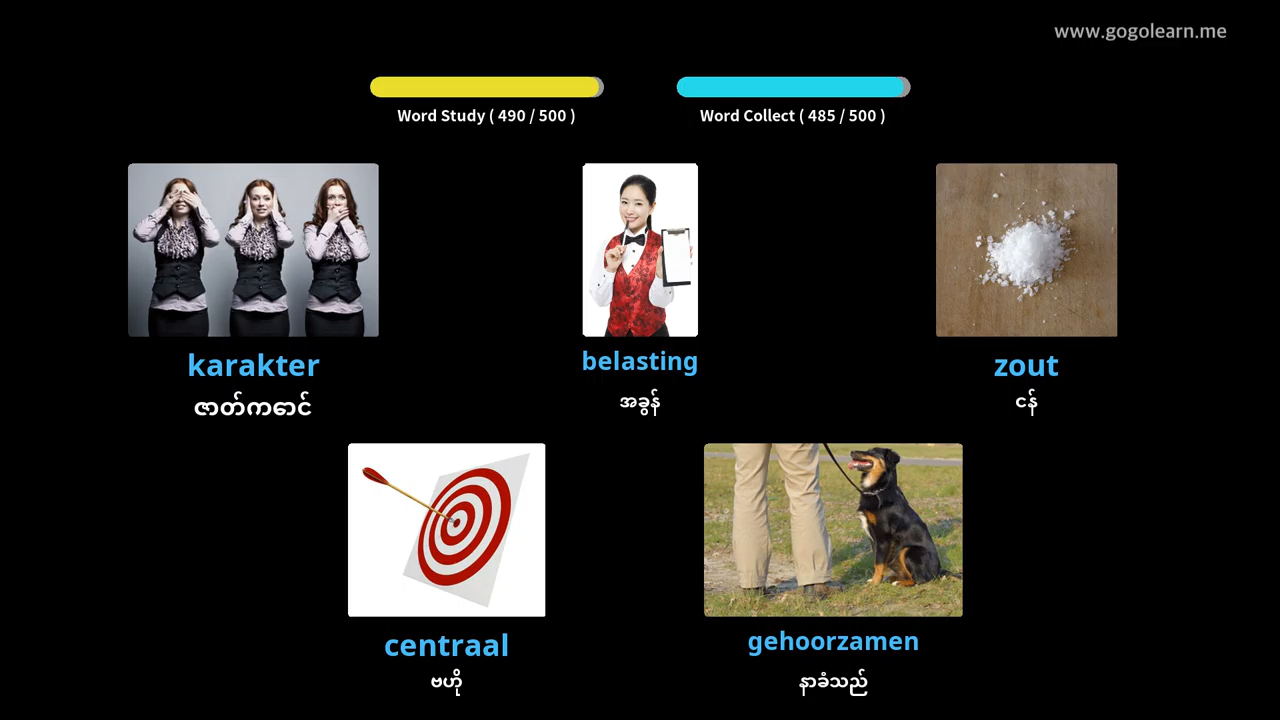 www.gogolearn.me
Word Study ( 490 / 500 )
Word Collect ( 485 / 500 )
karakter
ဇာတ်ကောင်
belasting
အခွန်
zout
ငန်
centraal
ဗဟို
gehoorzamen
နာခံသည်